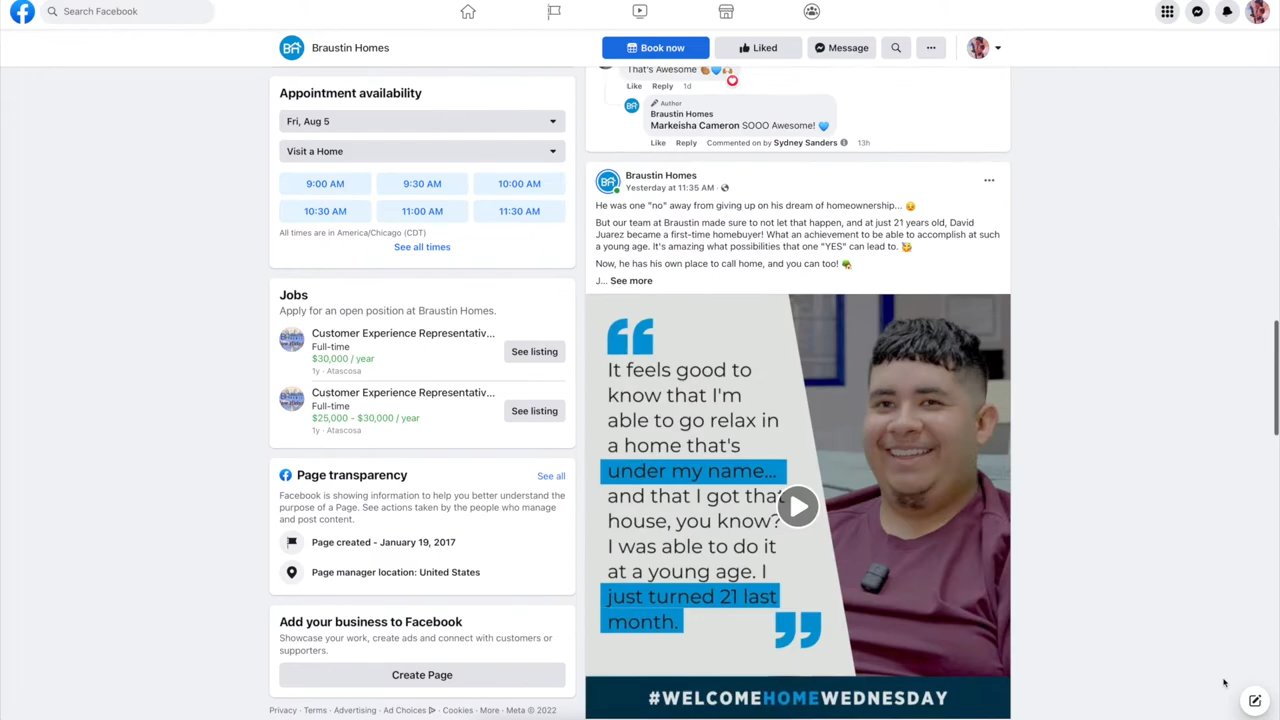 Search Facebook
Braustin Homes
Book now
Liked
Message
Appointment availability
Fri, Aug 5
Visit a Home
9:00 AM 9:30 AM 10:00 AM
10:30 AM 11:00 AM 11:30 AM
All times are in America/Chicago (CDT)
See all times
Jobs
Apply for an open position at Braustin Homes.
Customer Experience Representativ...
Full-time
$30,000 / year
1y · Atascosa
See listing
Customer Experience Representativ...
Full-time
$25,000 - $30,000 / year
1y · Atascosa
See listing
Page transparency
See all
Facebook is showing information to help you better understand the
purpose of a Page. See actions taken by the people who manage
and post content.
Page created - January 19, 2017
Page manager location: United States
Add your business to Facebook
Showcase your work, create ads and connect with customers or
supporters.
Create Page
Privacy · Terms · Advertising · Ad Choices · Cookies · More · Meta © 2022
That's Awesome 🏈💙🙌
Like Reply 1d
Author
Braustin Homes
Markeisha Cameron SOOO Awesome! 💙
Like Reply Commented on by Sydney Sanders 13h
BH
Braustin Homes
Yesterday at 11:35 AM ·
He was one "no" away from giving up on his dream of homeownership... 😔
But our team at Braustin made sure to not let that happen, and at just 21 years old, David
Juarez became a first-time homebuyer! What an achievement to be able to accomplish at such
a young age. It's amazing what possibilities that one "YES" can lead to. 🥰
Now, he has his own place to call home, and you can too! 🏡
J... See more
“
It feels good to
know that I'm
able to go relax in
a home that's
under my name...
and that I got that
house, you know?
I was able to do it
at a young age. I
just turned 21 last
month.
”
#WELCOMEHOMEWEDNESDAY